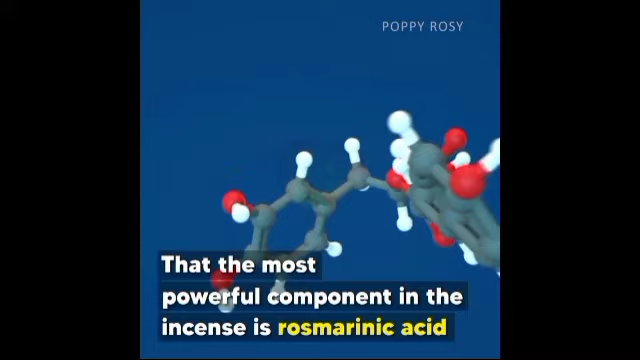 POPPY ROSY
That the most
powerful component in the
incense is rosmarinic acid